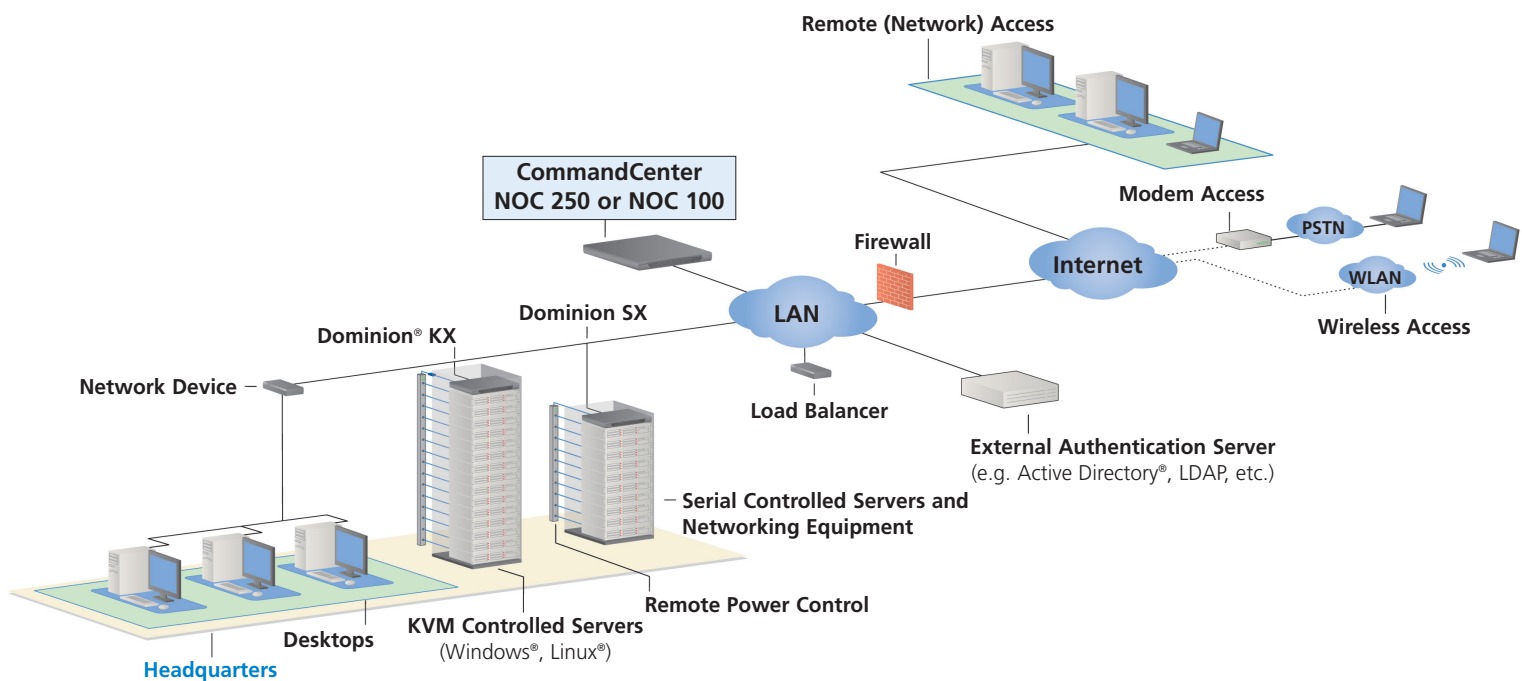 Remote (Network) Access
CommandCenter
NOC 250 or NOC 100
Modem Access
PSTN
Firewall
Internet
WLAN
LAN
Dominion SX
Wireless Access
Dominion® KX
Network Device
Load Balancer
External Authentication Server
(e.g. Active Directory®, LDAP, etc.)
Serial Controlled Servers and
Networking Equipment
Remote Power Control
KVM Controlled Servers
(Windows®, Linux®)
Desktops
Headquarters